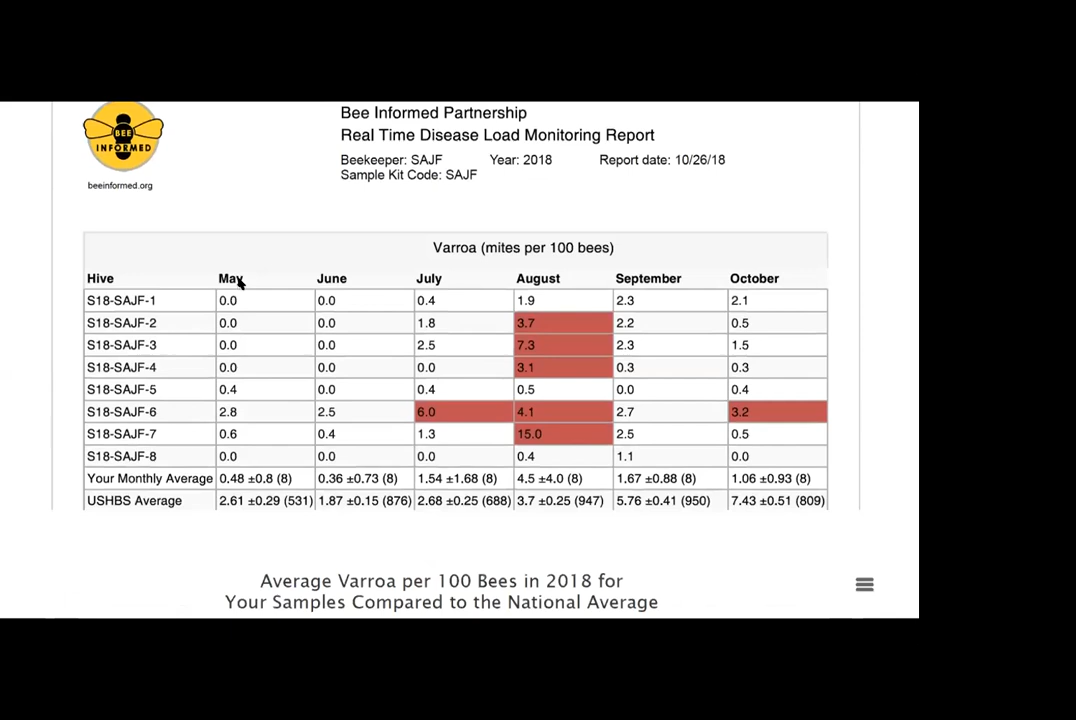 BEE
INFORMED
beeinformed.org
Bee Informed Partnership
Real Time Disease Load Monitoring Report
Beekeeper: SAJF Year: 2018 Report date: 10/26/18
Sample Kit Code: SAJF
Varroa (mites per 100 bees)
Hive May June July August September October
S18-SAJF-1 0.0 0.0 0.4 1.9 2.3 2.1
S18-SAJF-2 0.0 0.0 1.8 3.7 2.2 0.5
S18-SAJF-3 0.0 0.0 2.5 7.3 2.3 1.5
S18-SAJF-4 0.0 0.0 0.0 3.1 0.3 0.3
S18-SAJF-5 0.4 0.0 0.4 0.5 0.0 0.4
S18-SAJF-6 2.8 2.5 6.0 4.1 2.7 3.2
S18-SAJF-7 0.6 0.4 1.3 15.0 2.5 0.5
S18-SAJF-8 0.0 0.0 0.0 0.4 1.1 0.0
Your Monthly Average 0.48 ±0.8 (8) 0.36 ±0.73 (8) 1.54 ±1.68 (8) 4.5 ±4.0 (8) 1.67 ±0.88 (8) 1.06 ±0.93 (8)
USHBS Average 2.61 ±0.29 (531) 1.87 ±0.15 (876) 2.68 ±0.25 (688) 3.7 ±0.25 (947) 5.76 ±0.41 (950) 7.43 ±0.51 (809)
Average Varroa per 100 Bees in 2018 for
Your Samples Compared to the National Average